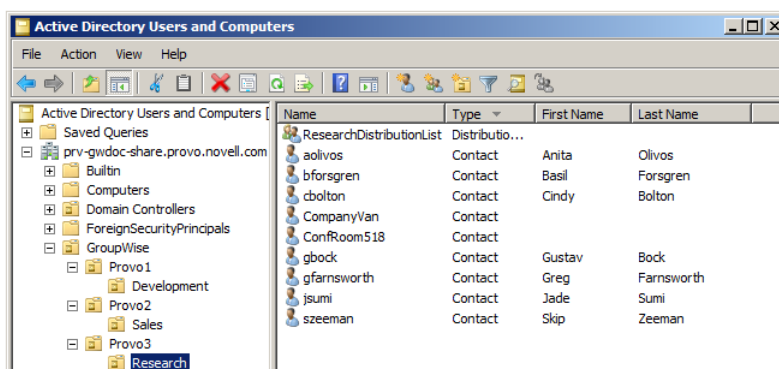 Active Directory Users and Computers
File Action View Help
Active Directory Users and Computers [
Saved Queries
prv-gwdoc-share.provo.novell.com
Builtin
Computers
Domain Controllers
ForeignSecurityPrincipals
GroupWise
Provo1
Development
Provo2
Sales
Provo3
Research
Name Type First Name Last Name
ResearchDistributionList Distributio...
aolivos Contact Anita Olivos
bforsgren Contact Basil Forsgren
cbolton Contact Cindy Bolton
CompanyVan Contact
ConfRoom518 Contact
gbock Contact Gustav Bock
gfarnsworth Contact Greg Farnsworth
jsumi Contact Jade Sumi
szeeman Contact Skip Zeeman